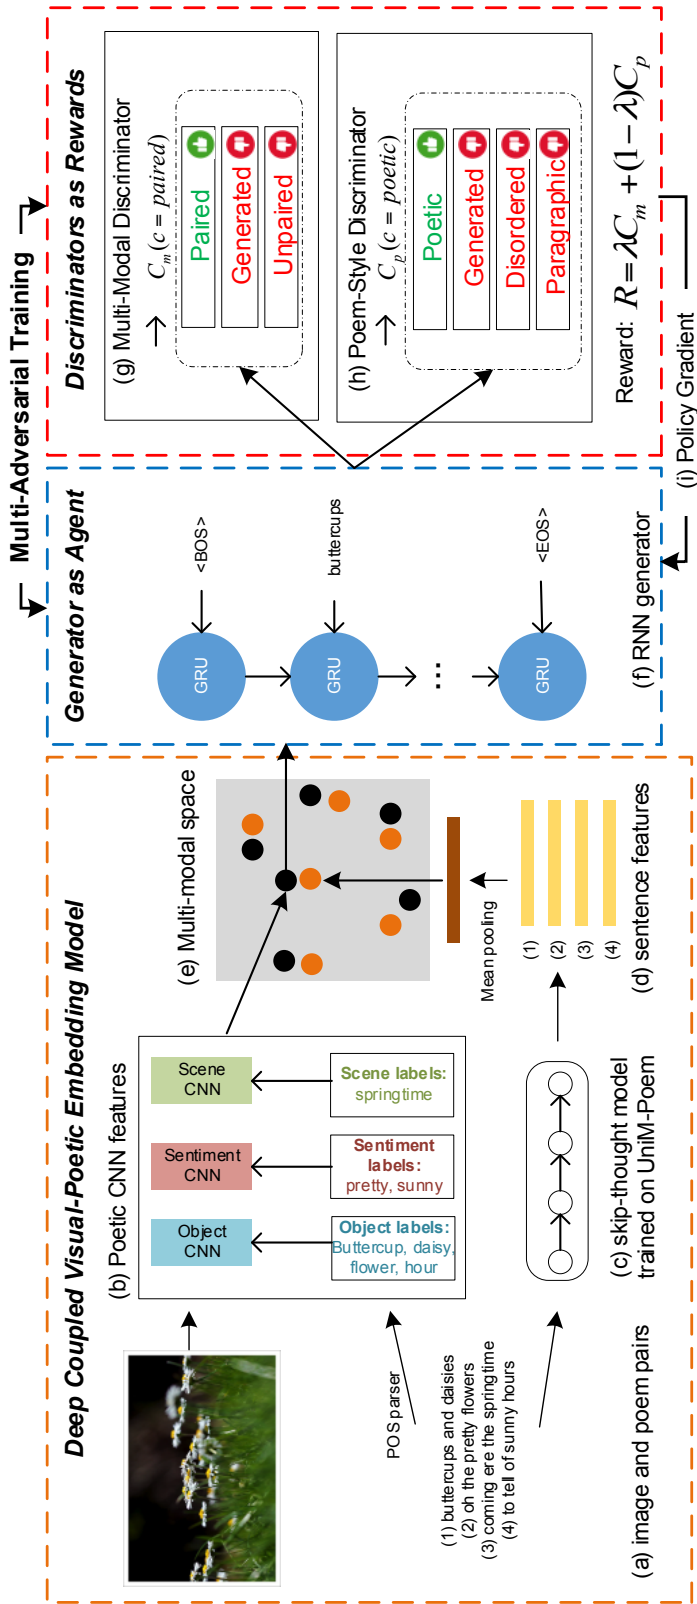 Multi-Adversarial Training
Deep Coupled Visual-Poetic Embedding Model
(b) Poetic CNN features
Object
CNN
Sentiment
CNN
Scene
CNN
Object labels:
Buttercup, daisy,
flower, hour
Sentiment
labels:
pretty, sunny
Scene labels:
springtime
POS parser
(1) buttercups and daisies
(2) oh the pretty flowers
(3) coming ere the springtime
(4) to tell of sunny hours
(a) image and poem pairs
(c) skip-thought model
trained on UniM-Poem
(e) Multi-modal space
Mean pooling
(1)
(2)
(3)
(4)
(d) sentence features
Generator as Agent
GRU
<BOS>
GRU
buttercups
...
GRU
<EOS>
(f) RNN generator
Discriminators as Rewards
(g) Multi-Modal Discriminator
C_m (c = paired)
Paired
Generated
Unpaired
(h) Poem-Style Discriminator
C_p (c = poetic)
Poetic
Generated
Disordered
Paragraphic
Reward: R = λC_m + (1 − λ)C_p
(i) Policy Gradient